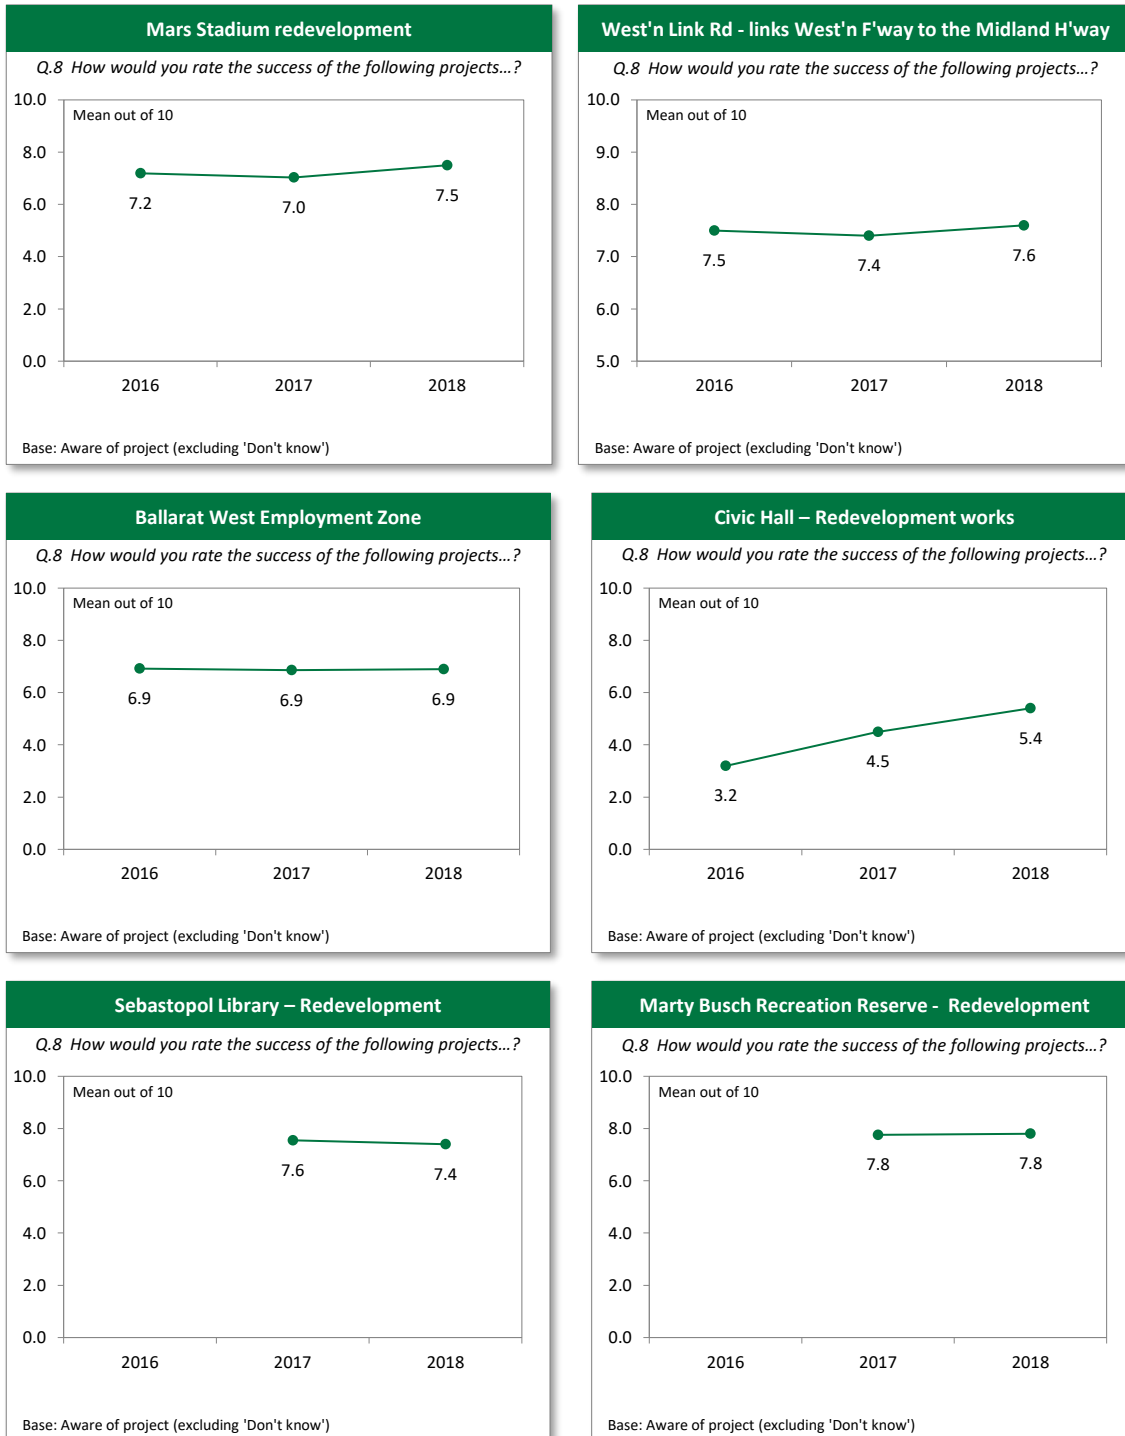 Mars Stadium redevelopment
Q.8 How would you rate the success of the following projects…?
Mean out of 10
10.0
8.0
6.0
4.0
2.0
0.0
7.2
7.0
7.5
2016
2017
2018
Base: Aware of project (excluding 'Don't know')
West'n Link Rd - links West'n F'way to the Midland H'way
Q.8 How would you rate the success of the following projects…?
Mean out of 10
10.0
9.0
8.0
7.0
6.0
5.0
7.5
7.4
7.6
2016
2017
2018
Base: Aware of project (excluding 'Don't know')
Ballarat West Employment Zone
Q.8 How would you rate the success of the following projects…?
Mean out of 10
10.0
8.0
6.0
4.0
2.0
0.0
6.9
6.9
6.9
2016
2017
2018
Base: Aware of project (excluding 'Don't know')
Civic Hall – Redevelopment works
Q.8 How would you rate the success of the following projects…?
Mean out of 10
10.0
8.0
6.0
4.0
2.0
0.0
3.2
4.5
5.4
2016
2017
2018
Base: Aware of project (excluding 'Don't know')
Sebastopol Library – Redevelopment
Q.8 How would you rate the success of the following projects…?
Mean out of 10
10.0
8.0
6.0
4.0
2.0
0.0
7.6
7.4
2016
2017
2018
Base: Aware of project (excluding 'Don't know')
Marty Busch Recreation Reserve - Redevelopment
Q.8 How would you rate the success of the following projects…?
Mean out of 10
10.0
8.0
6.0
4.0
2.0
0.0
7.8
7.8
2016
2017
2018
Base: Aware of project (excluding 'Don't know')